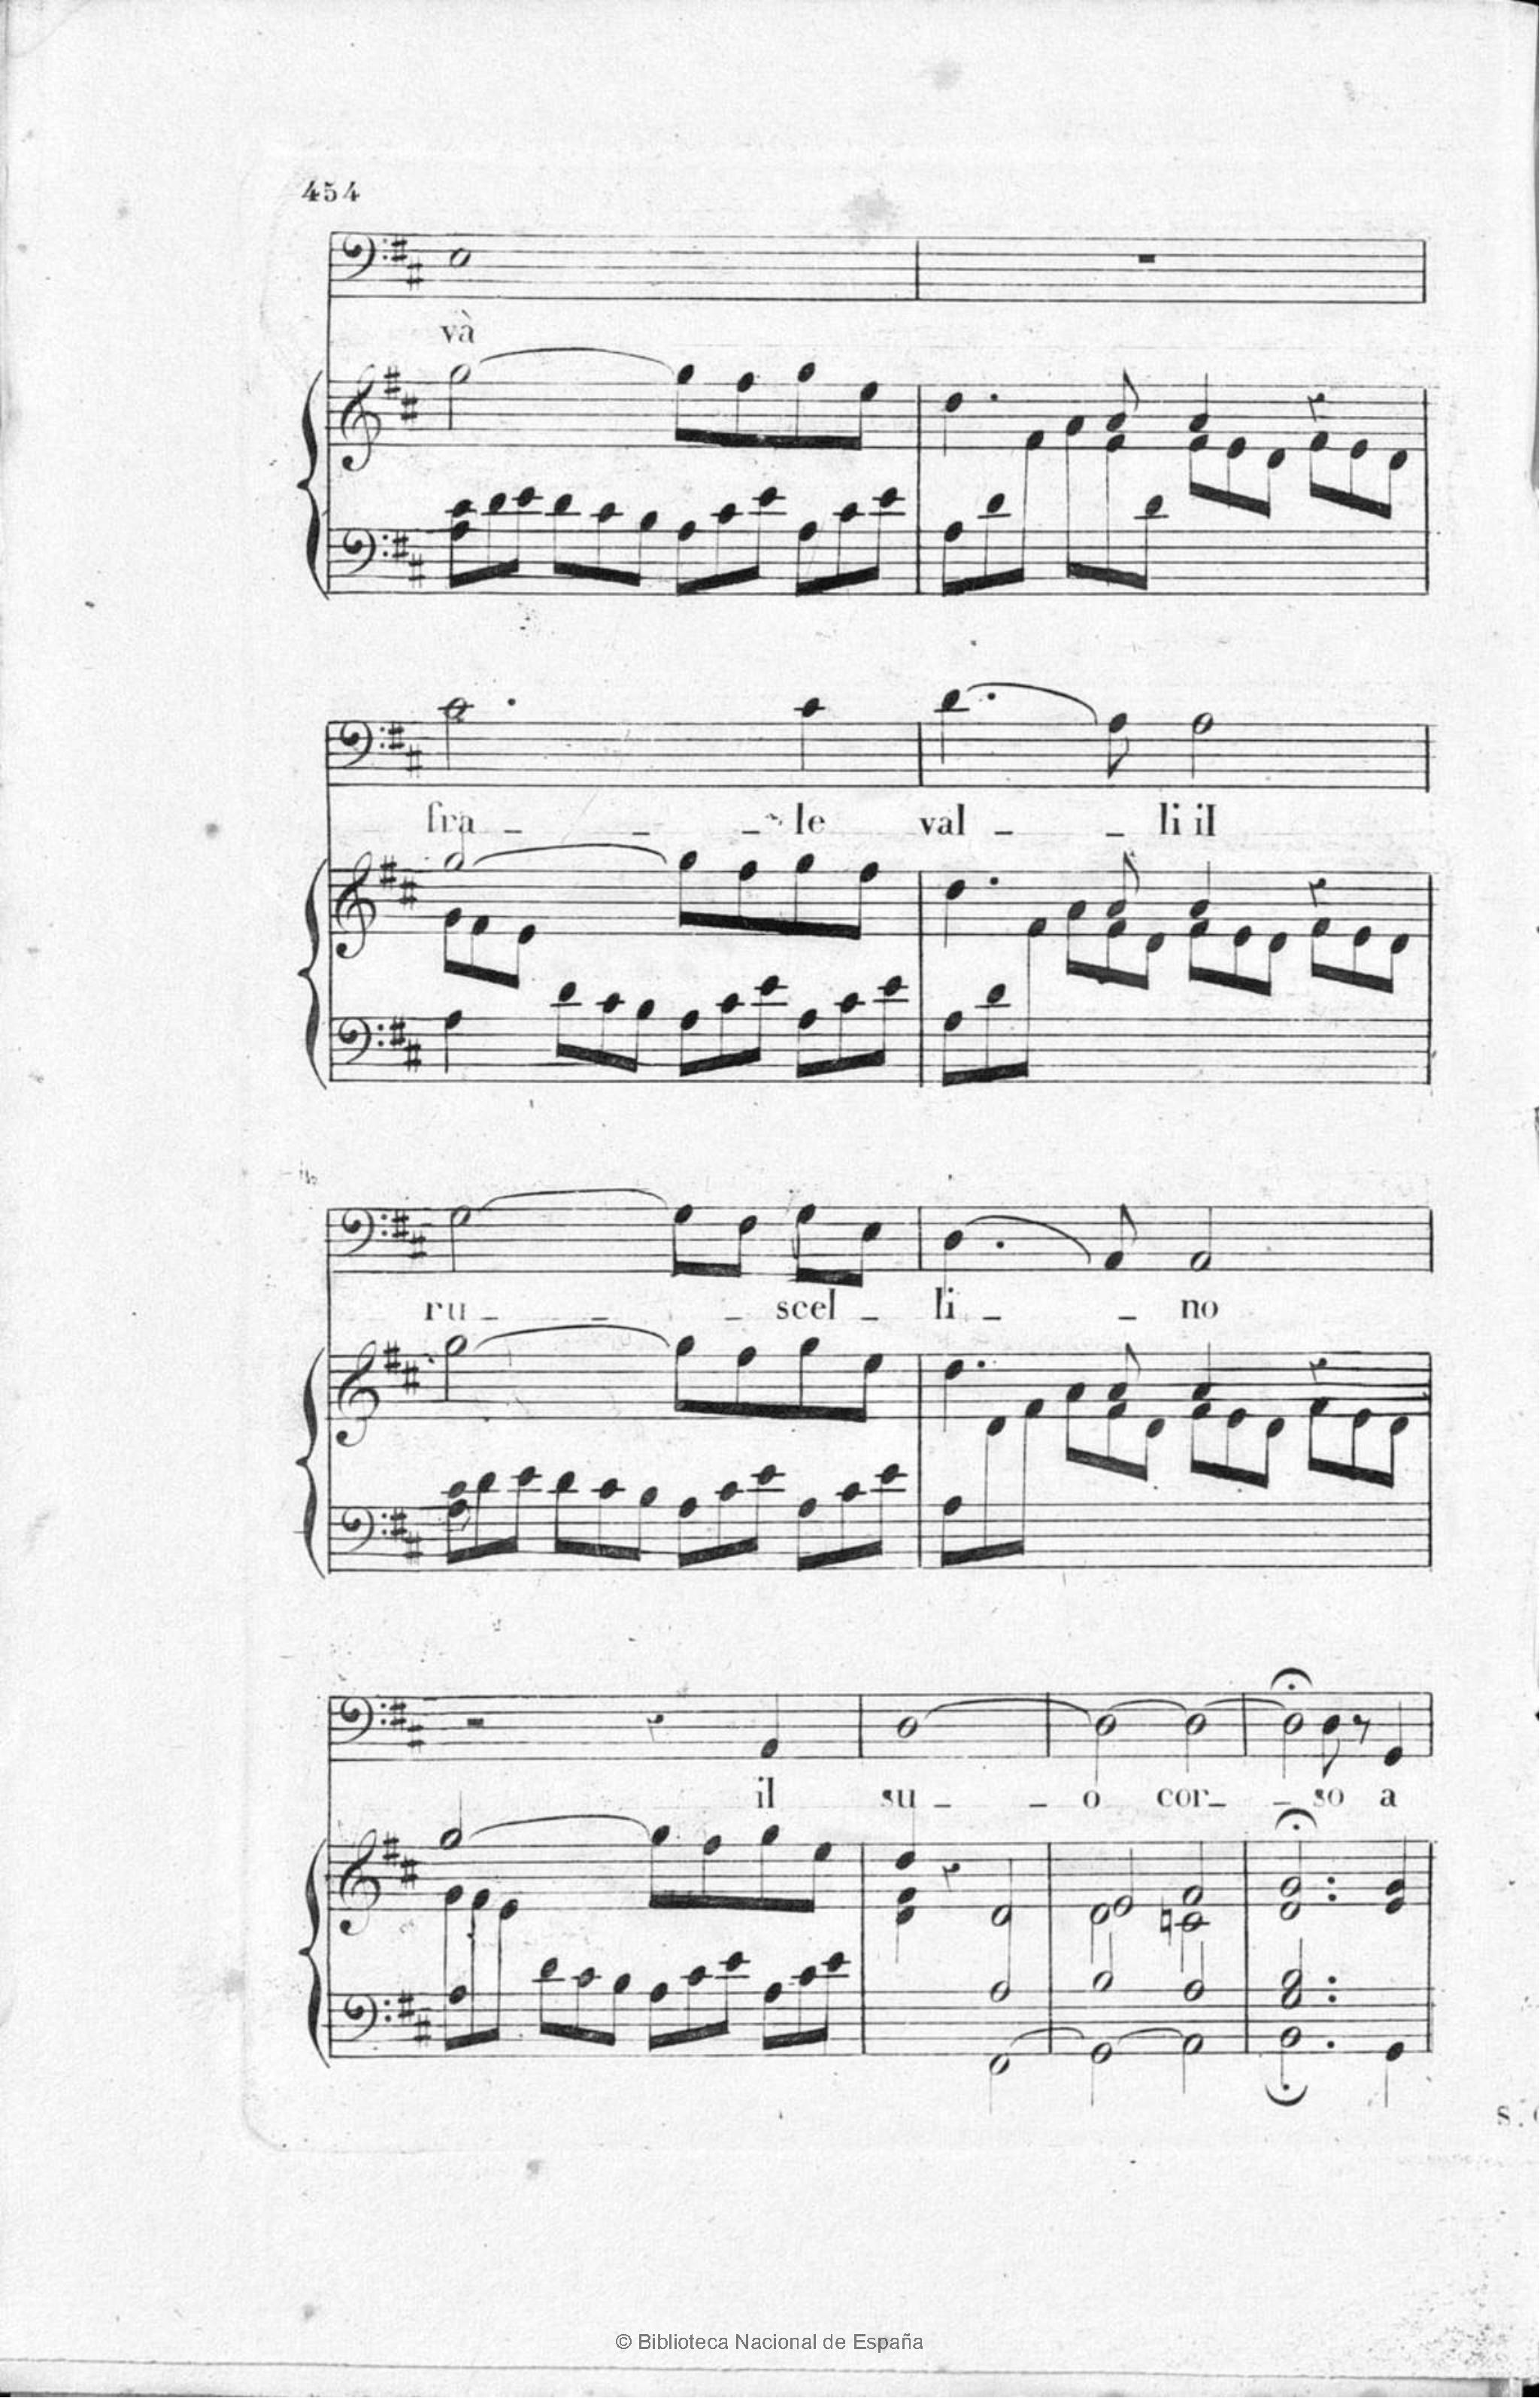 454
và
fra _ _ _ le val _ _ li il
ru _ _ _ scel _ li _ _ no
il su _ _ o cor _ _ so a
s.
© Biblioteca Nacional de España